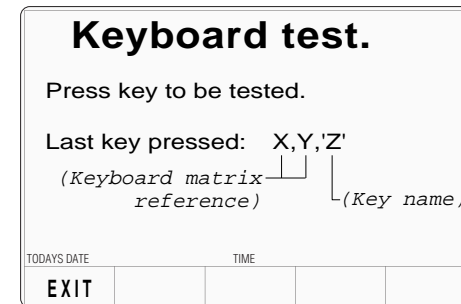 Keyboard test.
Press key to be tested.
Last key pressed: X,Y,'Z'
(Keyboard matrix
reference)
(Key name)
TODAYS DATE TIME
EXIT